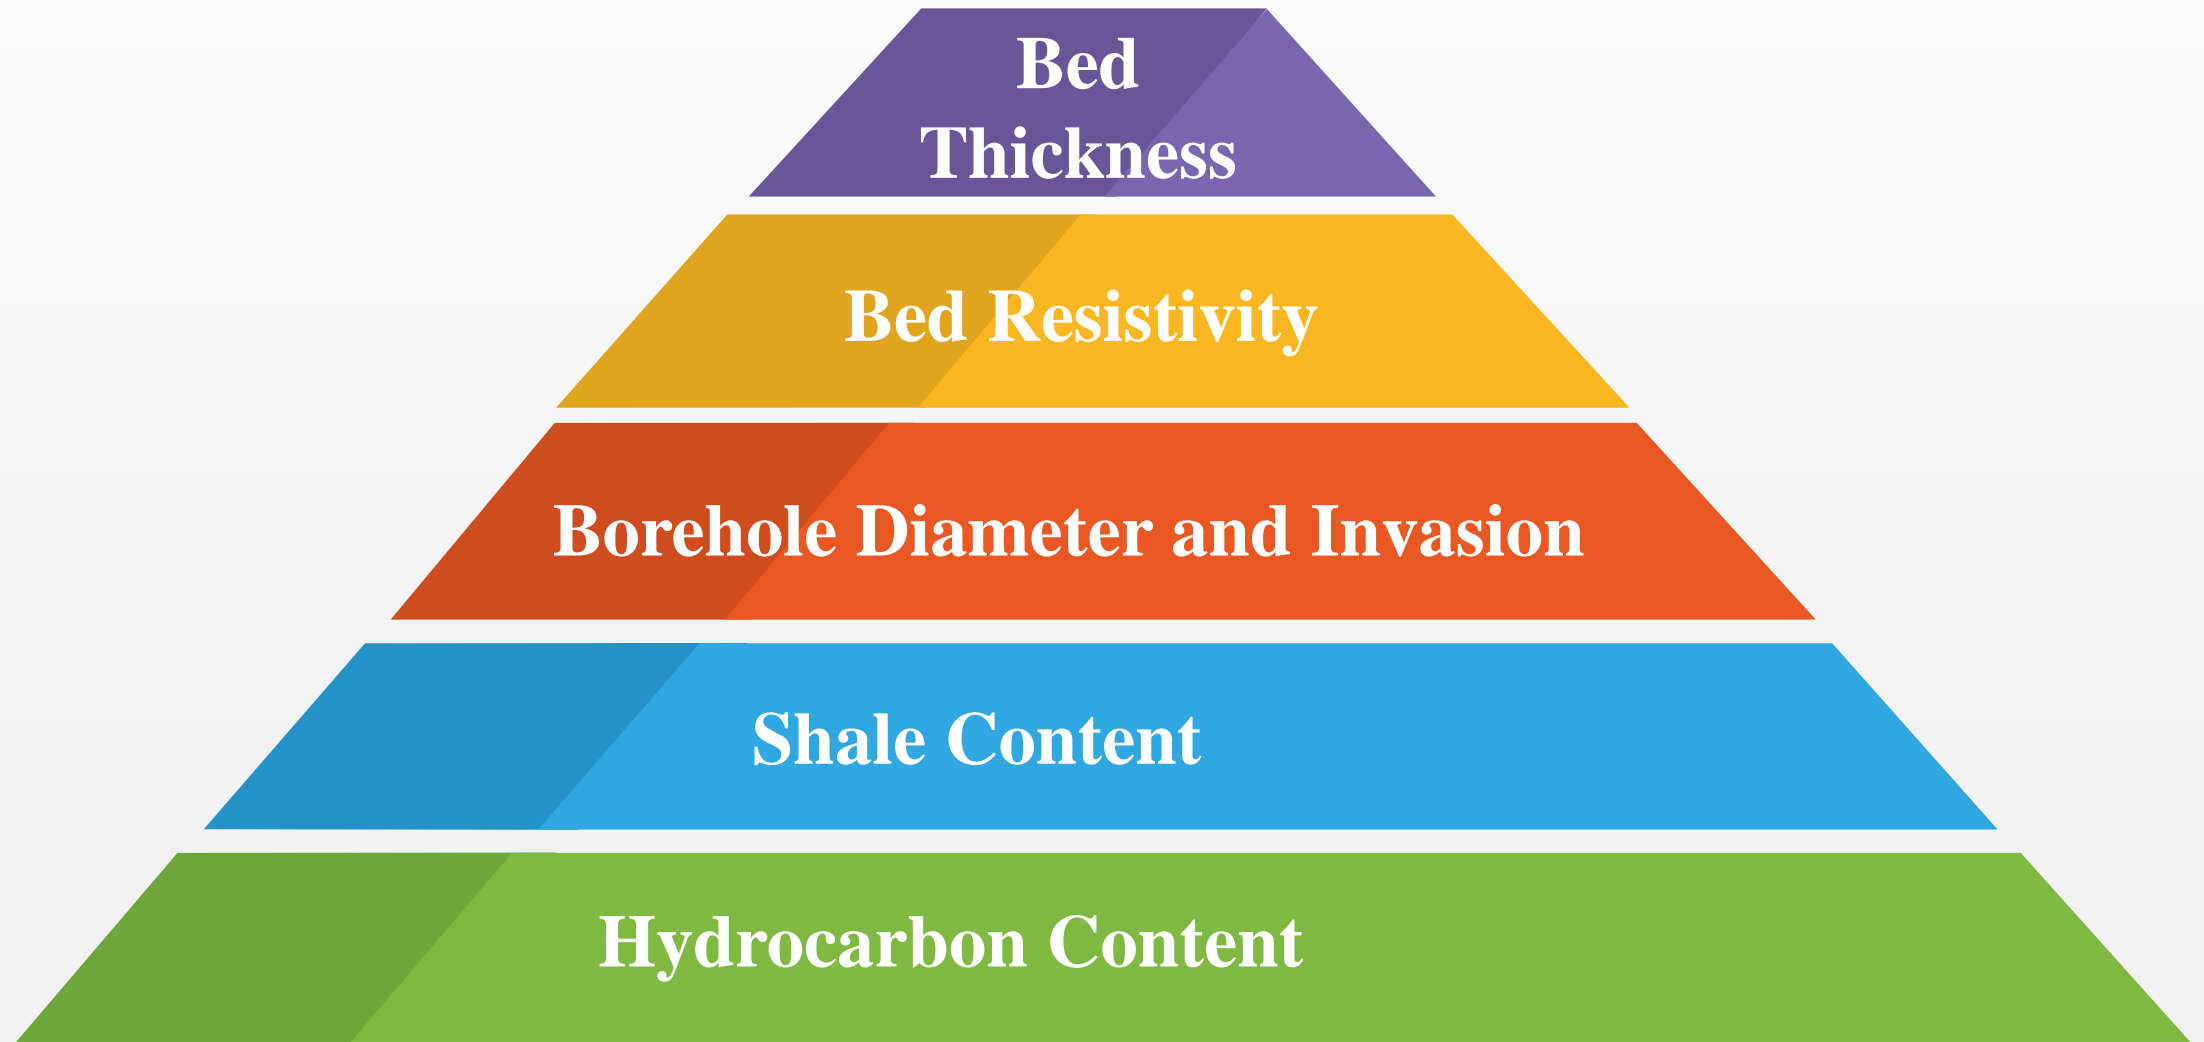 Bed
Thickness
Bed Resistivity
Borehole Diameter and Invasion
Shale Content
Hydrocarbon Content